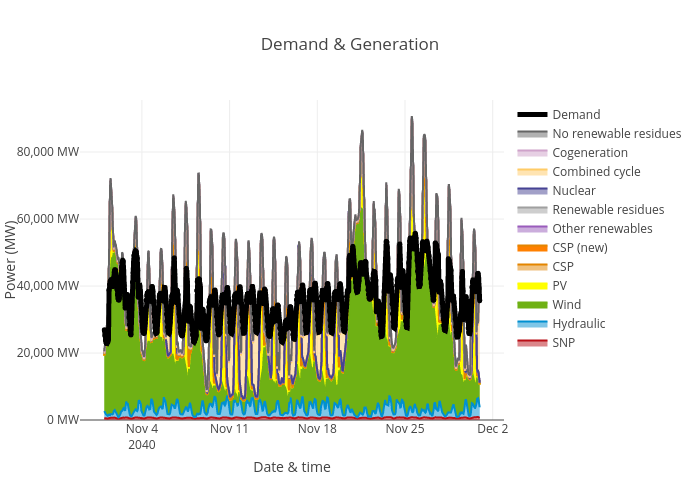 Demand & Generation
Power (MW)
80,000 MW
60,000 MW
40,000 MW
20,000 MW
0 MW
Nov 4
2040
Nov 11
Nov 18
Nov 25
Dec 2
Date & time
Demand
No renewable residues
Cogeneration
Combined cycle
Nuclear
Renewable residues
Other renewables
CSP (new)
CSP
PV
Wind
Hydraulic
SNP